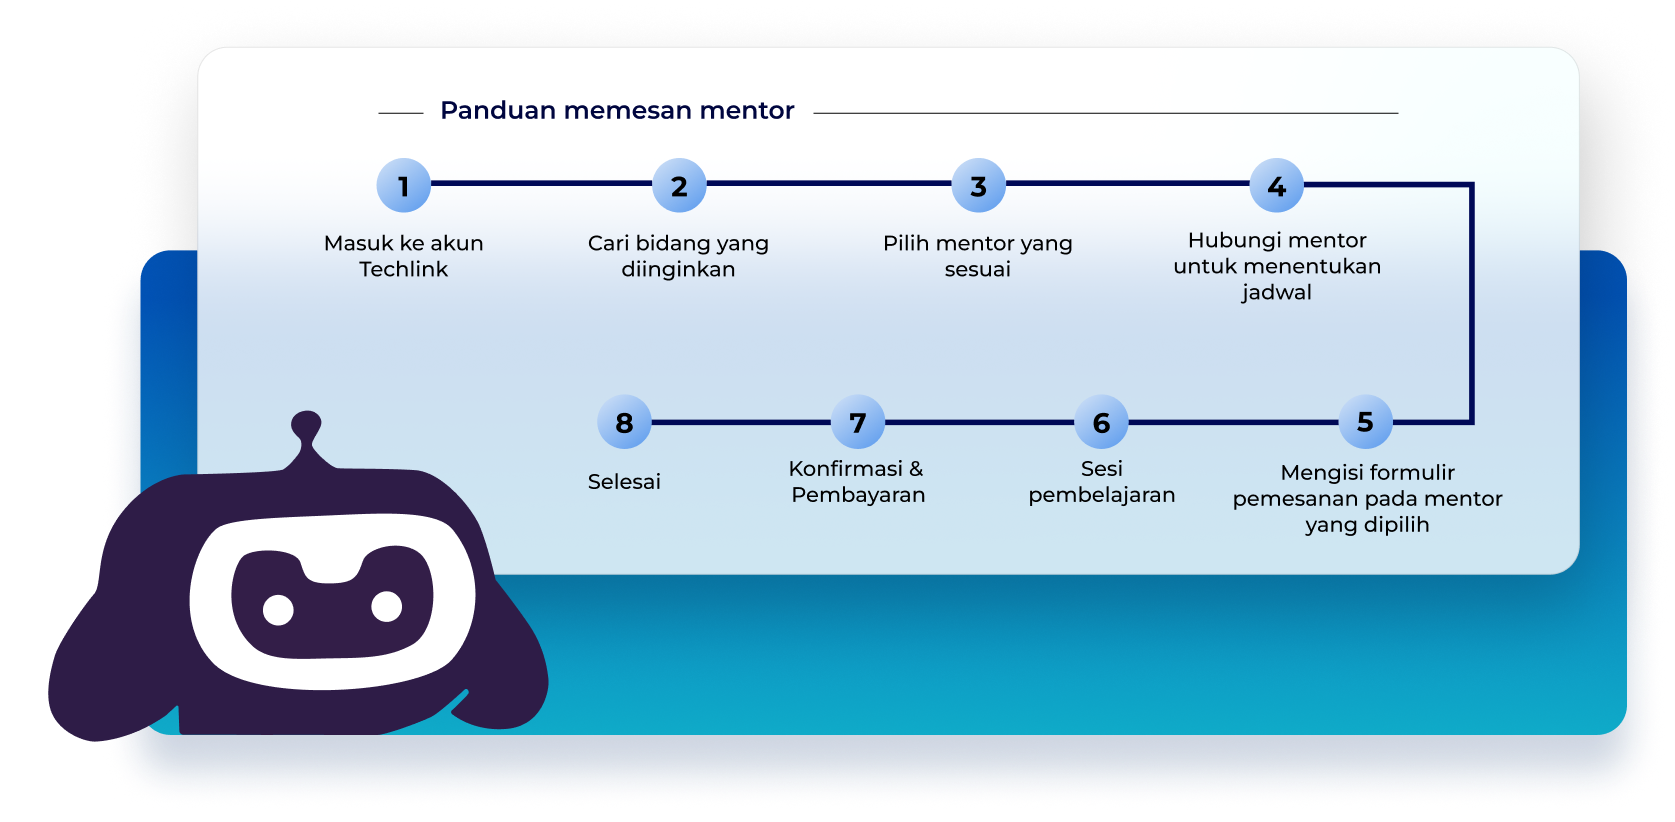 Panduan memesan mentor
1
Masuk ke akun
Techlink
2
Cari bidang yang
diinginkan
3
Pilih mentor yang
sesuai
4
Hubungi mentor
untuk menentukan
jadwal
5
Mengisi formulir
pemesanan pada mentor
yang dipilih
6
Sesi
pembelajaran
7
Konfirmasi &
Pembayaran
8
Selesai